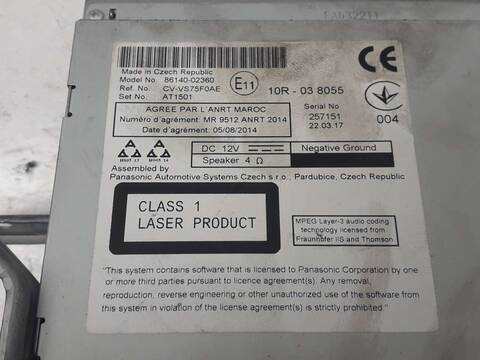 Made in Czech Republic
Model No. 86140-02360
Ref. No. CV-VS75F0AE
Set No. AT1501
E11
10R - 03 8055
CE
AGREE PAR L'ANRT MAROC
Numéro d'agrément: MR 9512 ANRT 2014
Date d'agrément: 05/08/2014
Serial No
257151
22.03.17
004
DC 12V
Negative Ground
Speaker 4 Ω
Assembled by
Panasonic Automotive Systems Czech s.r.o., Pardubice, Czech Republic
CLASS 1
LASER PRODUCT
MPEG Layer-3 audio coding
technology licensed from
Fraunhofer IIS and Thomson
"This system contains software that is licensed to Panasonic Corporation by one
or more third parties pursuant to license agreement(s). Any removal,
reproduction, reverse engineering or other unauthorized use of the software
from this system in violation of the license agreement(s) is strictly prohibited."